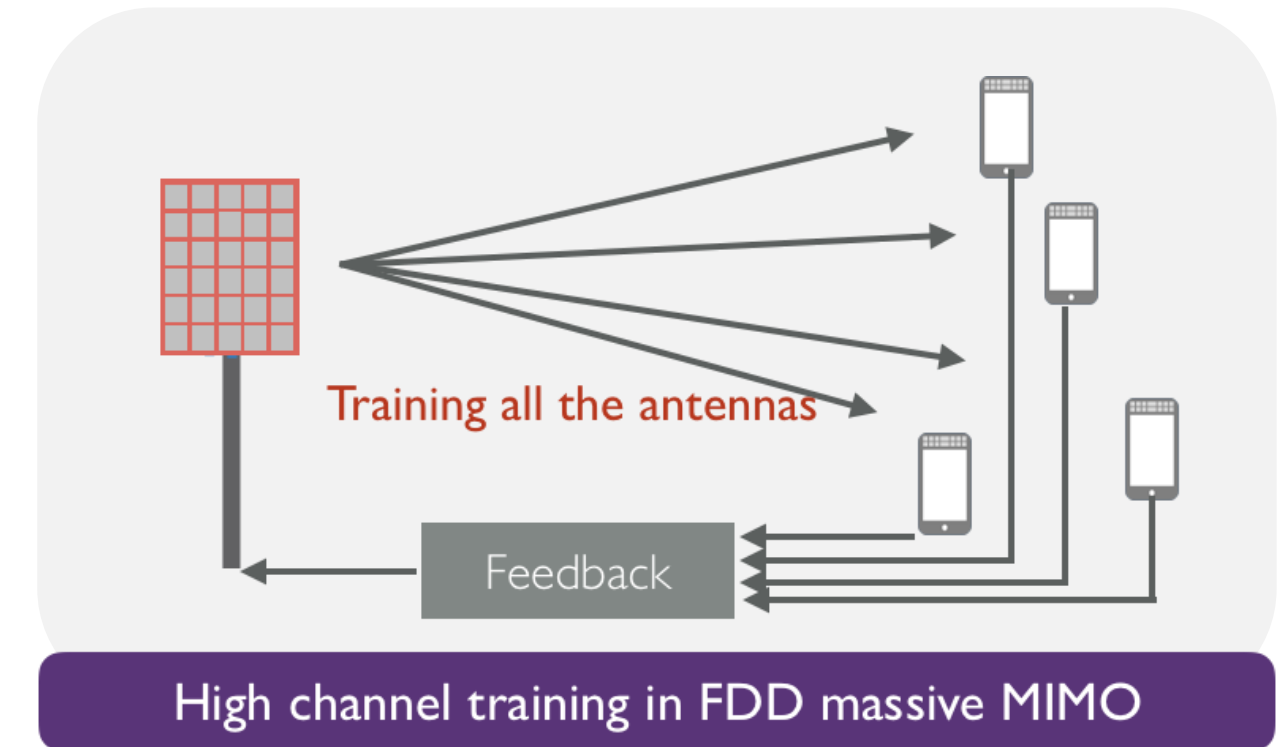 Training all the antennas
Feedback
High channel training in FDD massive MIMO